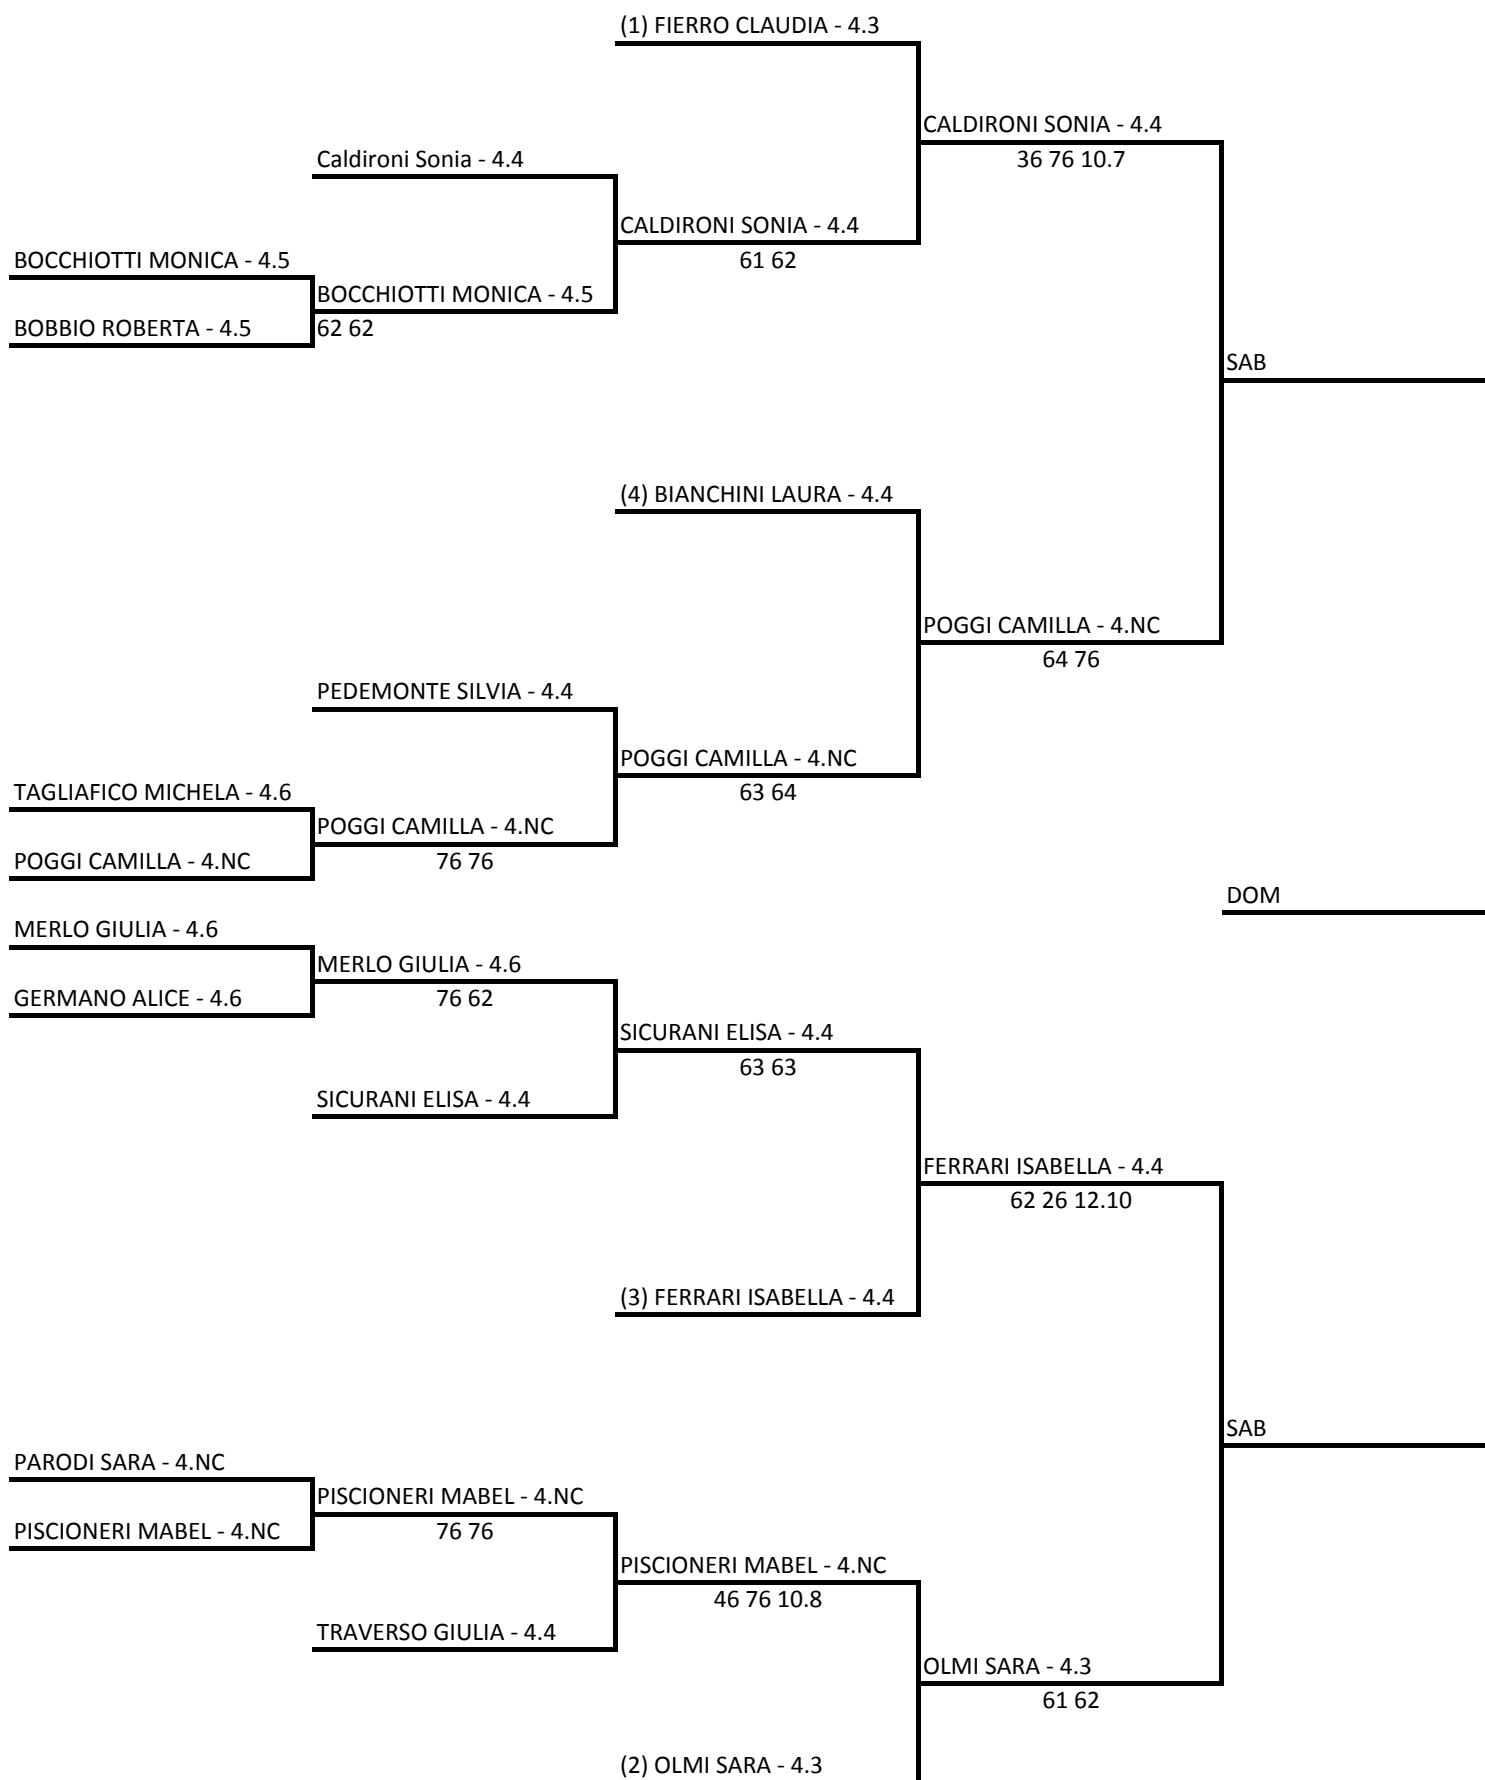 (1) FIERRO CLAUDIA - 4.3
CALDIRONI SONIA - 4.4
36 76 10.7
Caldironi Sonia - 4.4
CALDIRONI SONIA - 4.4
61 62
BOCCHIOTTI MONICA - 4.5
BOCCHIOTTI MONICA - 4.5
BOBBIO ROBERTA - 4.5
62 62
SAB
(4) BIANCHINI LAURA - 4.4
POGGI CAMILLA - 4.NC
64 76
PEDEMONTE SILVIA - 4.4
POGGI CAMILLA - 4.NC
63 64
TAGLIAFICO MICHELA - 4.6
POGGI CAMILLA - 4.NC
POGGI CAMILLA - 4.NC
76 76
DOM
MERLO GIULIA - 4.6
MERLO GIULIA - 4.6
GERMANO ALICE - 4.6
76 62
SICURANI ELISA - 4.4
63 63
SICURANI ELISA - 4.4
FERRARI ISABELLA - 4.4
62 26 12.10
(3) FERRARI ISABELLA - 4.4
SAB
PARODI SARA - 4.NC
PISCIONERI MABEL - 4.NC
PISCIONERI MABEL - 4.NC
76 76
PISCIONERI MABEL - 4.NC
46 76 10.8
TRAVERSO GIULIA - 4.4
OLMI SARA - 4.3
61 62
(2) OLMI SARA - 4.3